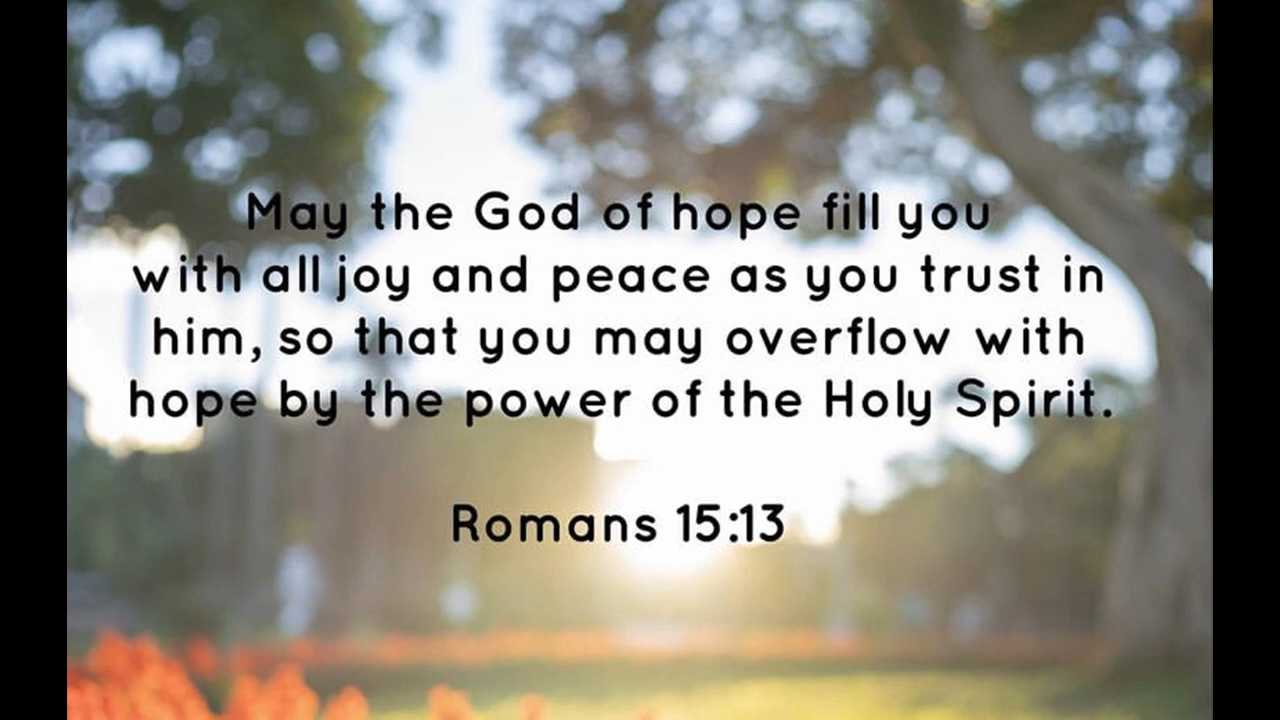 May the God of hope fill you
with all joy and peace as you trust in
him, so that you may overflow with
hope by the power of the Holy Spirit.
Romans 15:13